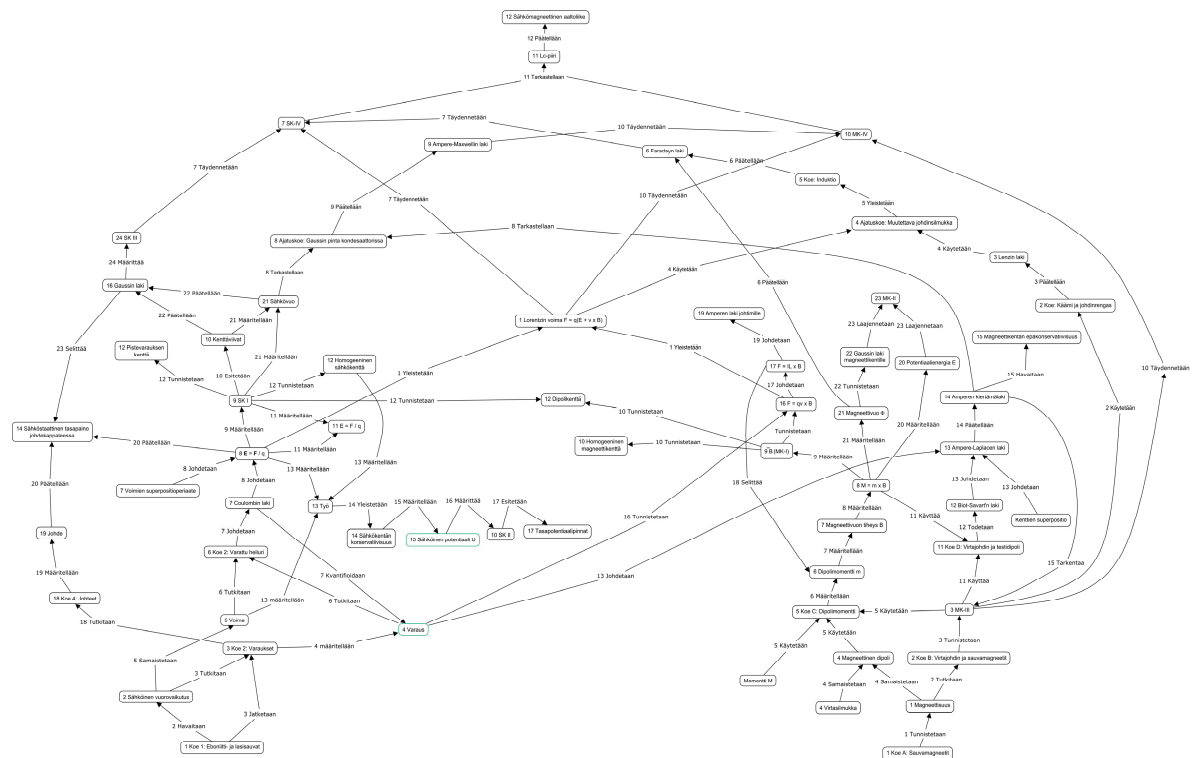 12 Sähkömagneettinen aaltoliike
12 Päätellään
11 Lc-piiri
11 Tarkastellaan
7 SK-IV
7 Täydennetään
10 Täydennetään
10 MK-IV
9 Ampere-Maxwellin laki
6 Faradayn laki
6 Päätellään
5 Koe: Induktio
7 Täydennetään
9 Päätellään
7 Täydennetään
10 Täydennetään
5 Yleistetään
4 Ajatuskoe: Muutettava johdinsilmukka
8 Tarkastellaan
24 SK III
8 Ajatuskoe: Gaussin pinta kondesaattorissa
4 Käytetään
3 Lenzin laki
24 Määrittää
8 Tarkastellaan
4 Käytetään
3 Päätellään
6 Päätellään
16 Gaussin laki
22 Päätellään
21 Sähkövuo
23 MK-II
2 Koe: Käämi ja johdinrengas
22 Päätellään
21 Määritellään
1 Lorentzin voima F = q(E + v x B)
19 Amperen laki johtimille
23 Laajennetaan
23 Laajennetaan
10 Kenttäviivat
15 Magneettikentän epäkonservatiivisuus
23 Selittää
12 Pistevarauksen
kenttä
21 Määritellään
12 Homogeeninen
sähkökenttä
1 Yleistetään
19 Johdetaan
22 Gaussin laki
magneettikentille
20 Potentiaalienergia E
10 Täydennetään
10 Esitetään
17 F = IL x B
12 Tunnistetaan
12 Tunnistetaan
1 Yleistetään
17 Johdetaan
22 Tunnistetaan
15 Havaitaan
9 SK I
12 Tunnistetaan
12 Dipolikenttä
16 F = qv x B
14 Amperen kiertämälaki
2 Käytetään
11 Määritellään
10 Tunnistetaan
21 Magneettivuo Φ
14 Sähköstaattinen tasapaino
johdekappaleessa
9 Määritellään
11 E = F / q
Tunnistetaan
20 Määritellään
14 Päätellään
20 Päätellään
11 Määritellään
10 Homogeeninen
magneettikenttä
10 Tunnistetaan
9 B (MK-I)
21 Määritellään
13 Ampere-Laplacen laki
8 E = F / q
9 Määritellään
8 Johdetaan
13 Määritellään
13 Määritellään
13 Johdetaan
13 Johdetaan
20 Päätellään
7 Voimien superpositioperiaate
8 Johdetaan
18 Selittää
8 M = m x B
7 Coulombin laki
13 Työ
14 Yleistetään
15 Määritellään
16 Määrittää
17 Esitetään
8 Määritellään
11 Käyttää
12 Biot-Savart'n laki
16 Tunnistetaan
7 Magneettivuon tiheys B
12 Todetaan
Kenttien superpositio
7 Johdetaan
14 Sähkökentän
konservatiivisuus
15 Sähköinen potentiaali U
10 SK II
17 Tasapotentiaalipinnat
19 Johde
7 Määritellään
11 Koe D: Virtajohdin ja testidipoli
6 Koe 2: Varattu heiluri
7 Kvantifioidaan
13 Johdetaan
6 Dipolimomentti m
15 Tarkentaa
19 Määritellään
6 Tutkitaan
13 määritellään
6 Tutkitaan
6 Määritellään
11 Käyttää
18 Koe 4: Johteet
5 Koe C: Dipolimomentti
5 Käytetään
3 MK-III
18 Tutkitaan
5 Voima
4 Varaus
3 Koe 2: Varaukset
4 määritellään
5 Käytetään
5 Käytetään
3 Tunnistetaan
5 Samaistetaan
4 Magneettinen dipoli
2 Koe B: Virtajohdin ja sauvamagneetit
3 Tutkitaan
Momentti M
4 Samaistetaan
4 Samaistetaan
2 Tutkitaan
2 Sähköinen vuorovaikutus
4 Virtasilmukka
1 Magneettisuus
2 Havaitaan
3 Jatketaan
1 Tunnistetaan
1 Koe 1: Eboniitti- ja lasisauvat
1 Koe A: Sauvamagneetit